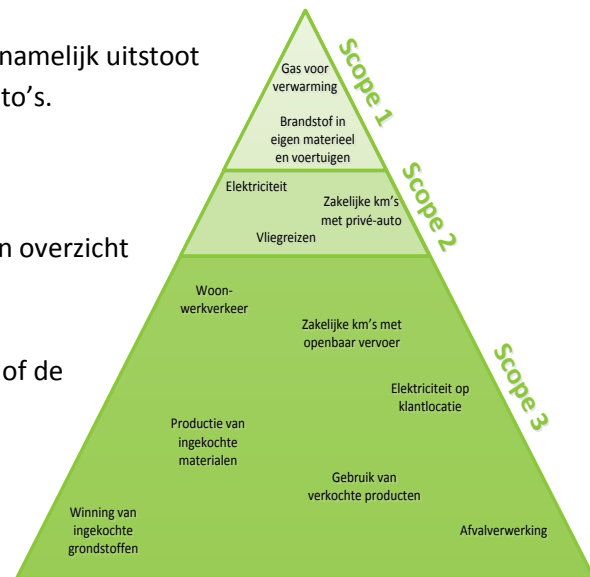 namelijk uitstoot
to's.
n overzicht
of de
Gas voor
verwarming
Brandstof in
eigen materieel
en voertuigen
Scope 1
Elektriciteit
Zakelijke km's
met privé-auto
Vliegreizen
Scope 2
Woon-
werkverkeer
Zakelijke km's met
openbaar vervoer
Elektriciteit op
klantlocatie
Scope 3
Productie van
ingekochte
materialen
Gebruik van
verkochte producten
Winning van
ingekochte
grondstoffen
Afvalverwerking